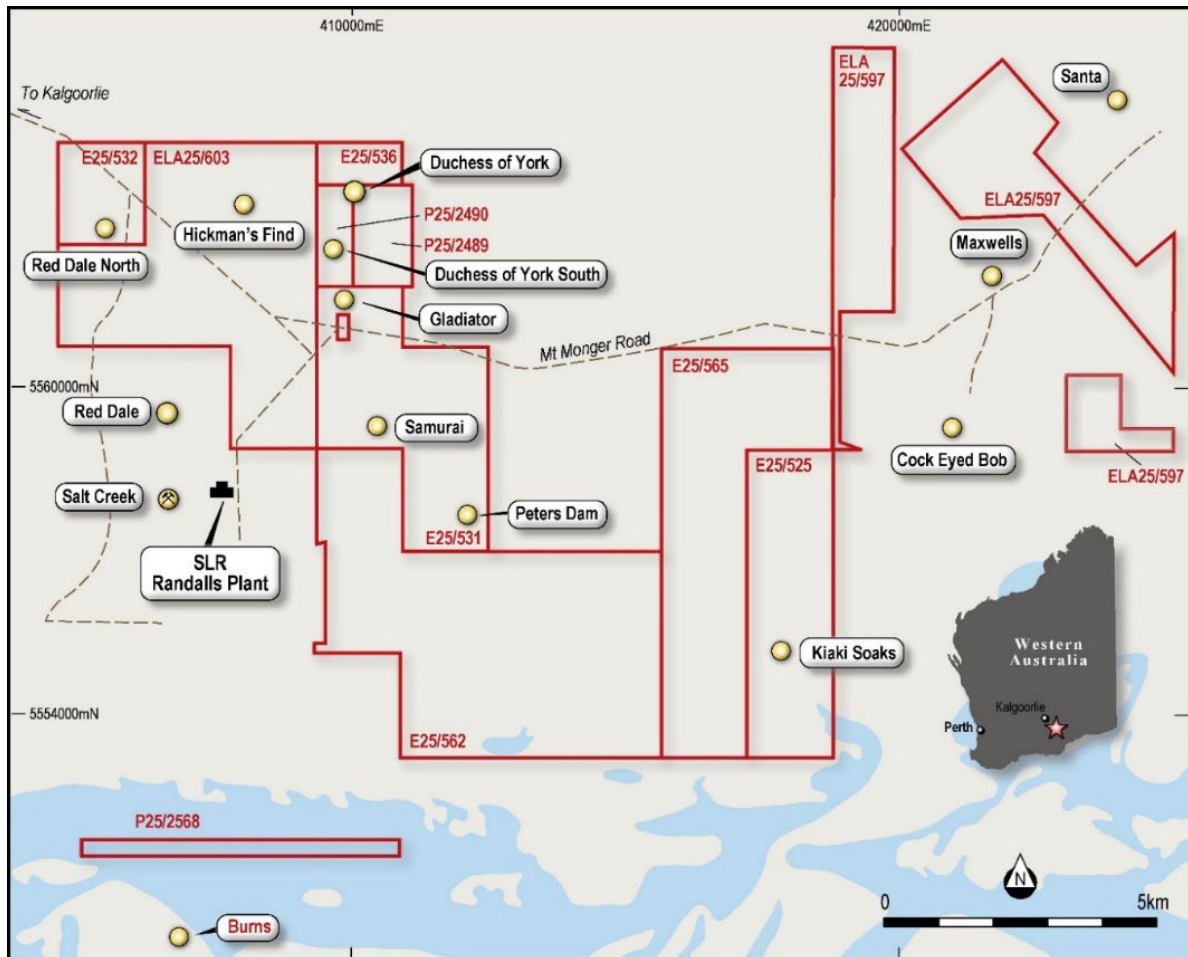 410000mE
420000mE
To Kalgoorlie
ELA
25/597
Santa
E25/532
ELA25/603
E25/536
Duchess of York
P25/2490
ELA25/597
Hickman's Find
P25/2489
Red Dale North
Duchess of York South
Maxwells
Gladiator
Mt Monger Road
E25/565
5560000mN
Red Dale
Samurai
E25/525
Cock Eyed Bob
ELA25/597
Salt Creek
Peters Dam
E25/531
SLR
Randalls Plant
Western
Australia
Kiaki Soaks
Kalgoorlie
Perth
5554000mN
E25/562
P25/2568
N
0
5km
Burns